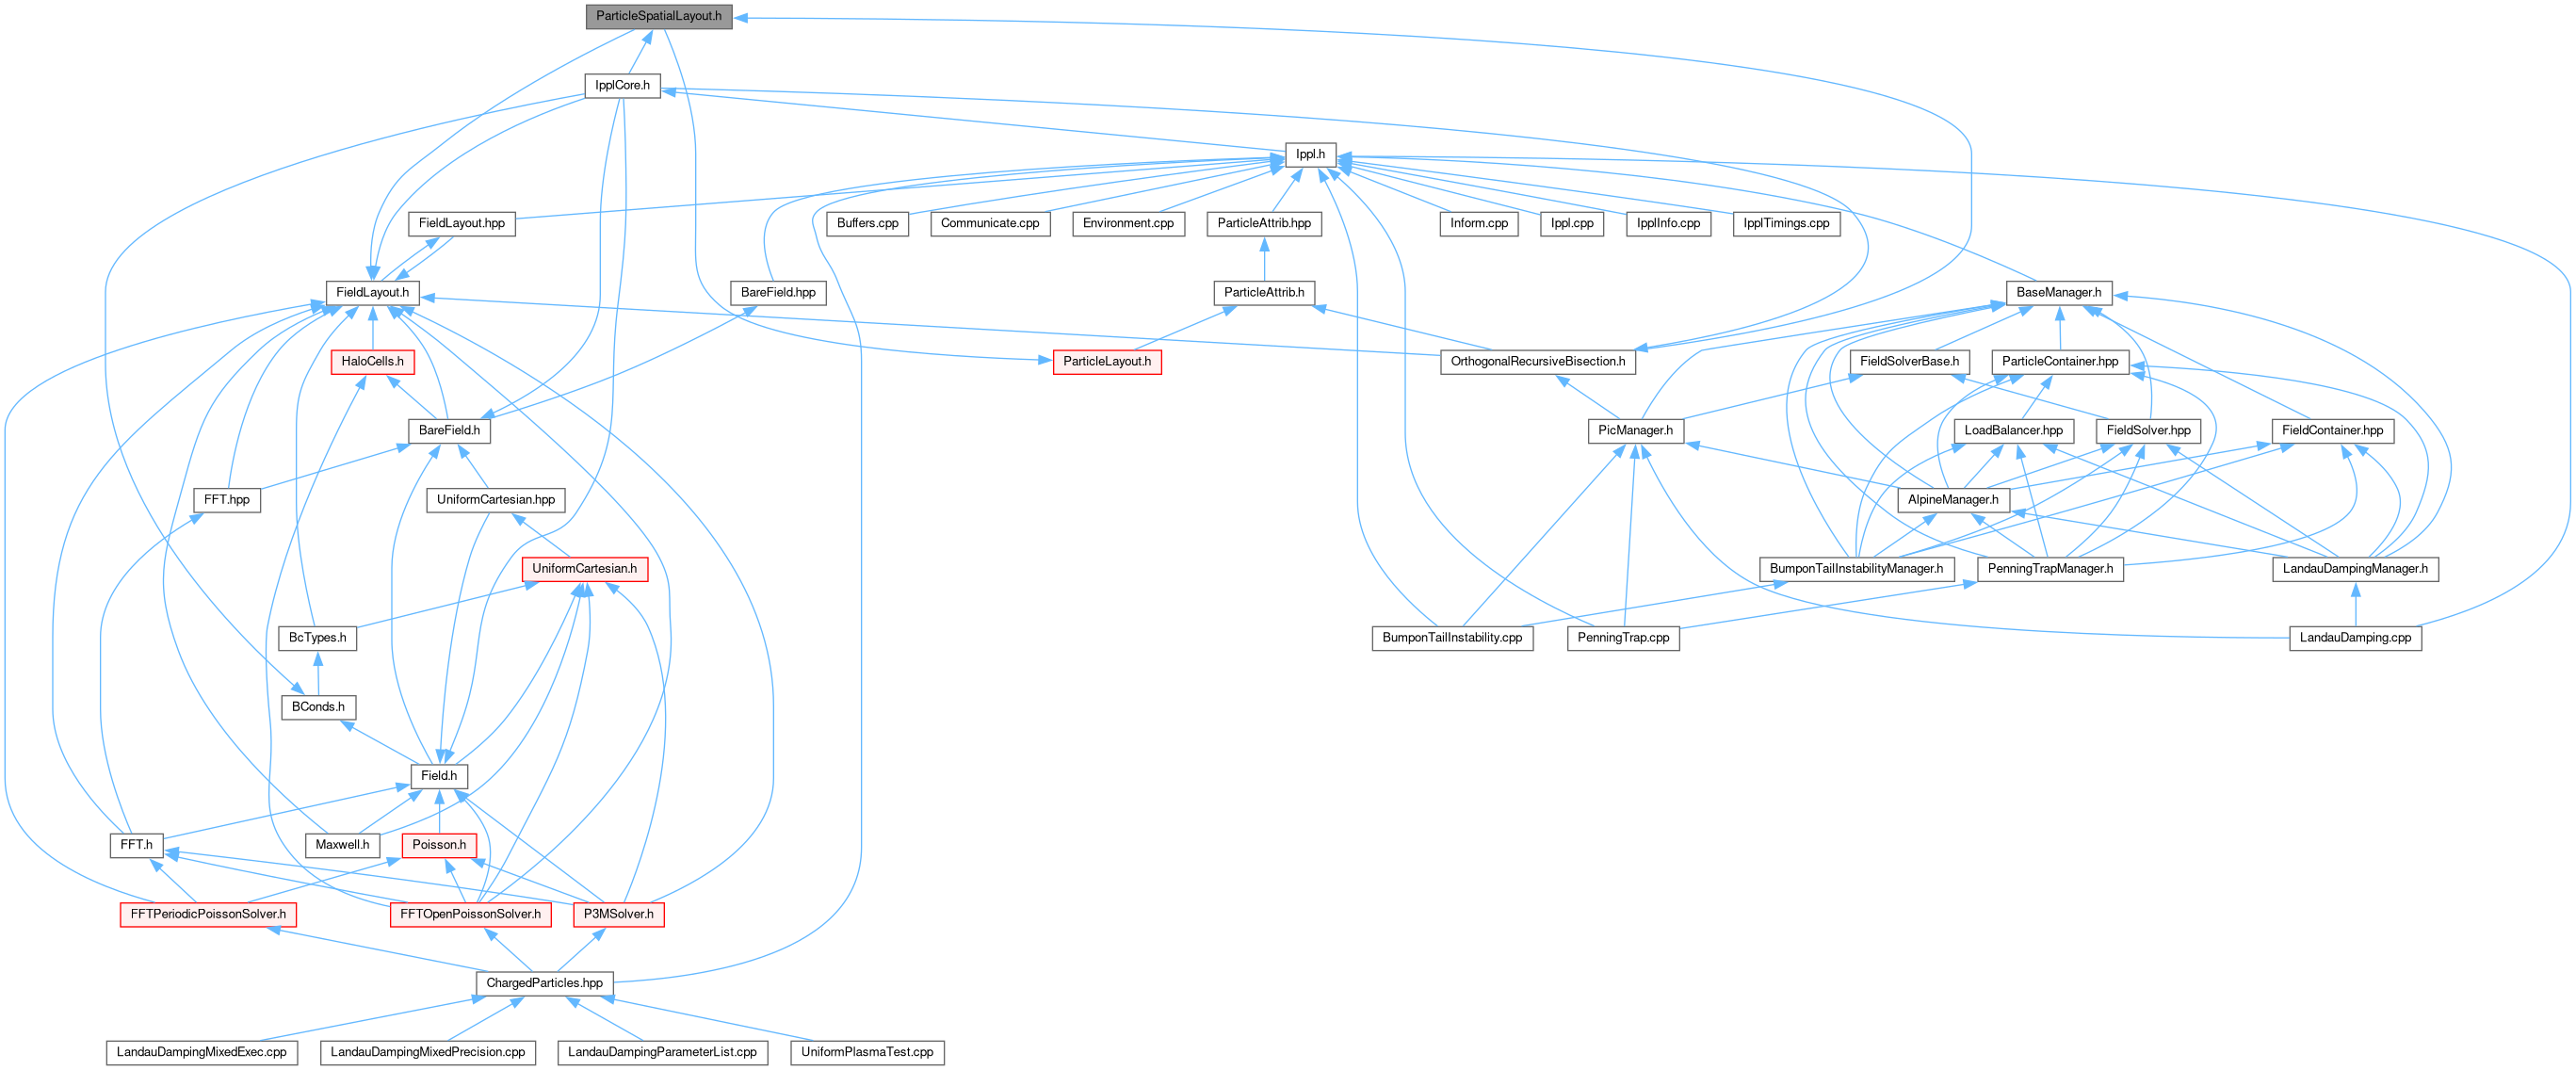 ParticleSpatialLayout.h
IpplCore.h
Ippl.h
FieldLayout.hpp
Buffers.cpp
Communicate.cpp
Environment.cpp
ParticleAttrib.hpp
Inform.cpp
Ippl.cpp
IpplInfo.cpp
IpplTimings.cpp
FieldLayout.h
BareField.hpp
ParticleAttrib.h
BaseManager.h
HaloCells.h
ParticleLayout.h
OrthogonalRecursiveBisection.h
FieldSolverBase.h
ParticleContainer.hpp
BareField.h
PicManager.h
LoadBalancer.hpp
FieldSolver.hpp
FieldContainer.hpp
FFT.hpp
UniformCartesian.hpp
AlpineManager.h
UniformCartesian.h
BumponTailInstabilityManager.h
PenningTrapManager.h
LandauDampingManager.h
BcTypes.h
BumponTailInstability.cpp
PenningTrap.cpp
LandauDamping.cpp
BConds.h
Field.h
FFT.h
Maxwell.h
Poisson.h
FFTPeriodicPoissonSolver.h
FFTOpenPoissonSolver.h
P3MSolver.h
ChargedParticles.hpp
LandauDampingMixedExec.cpp
LandauDampingMixedPrecision.cpp
LandauDampingParameterList.cpp
UniformPlasmaTest.cpp